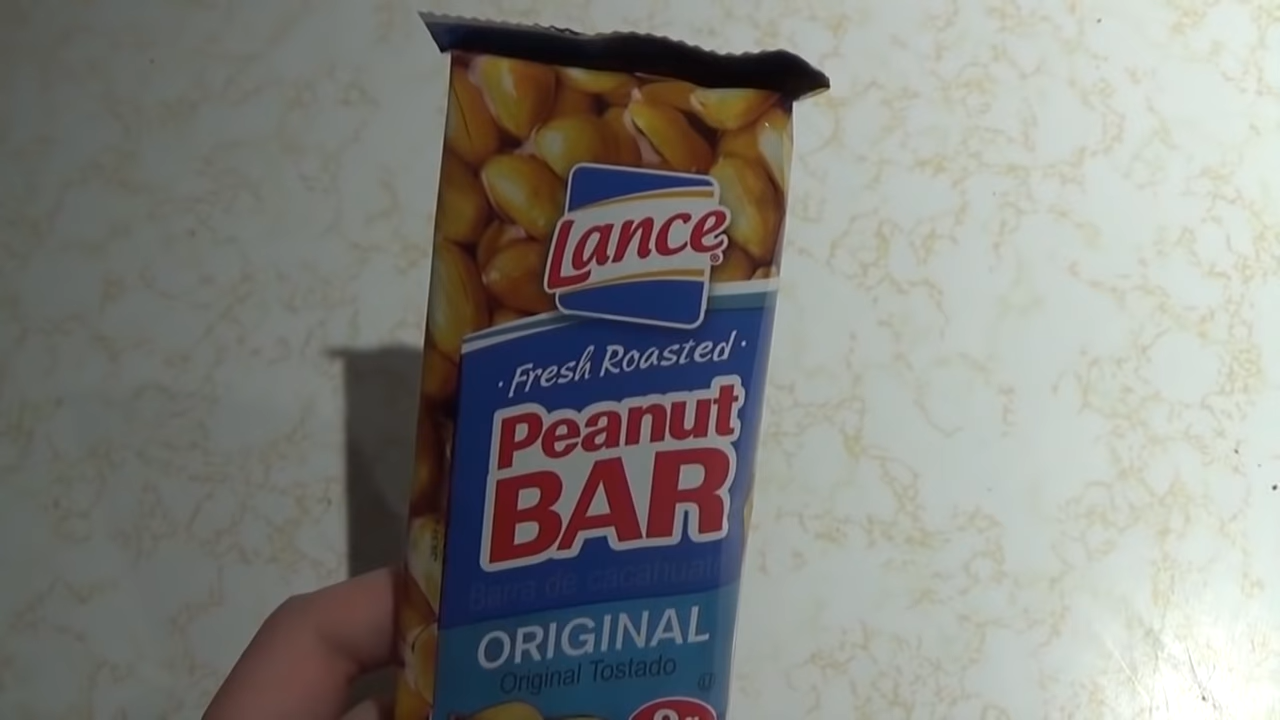 Lance®
· Fresh Roasted ·
Peanut
BAR
Barra de cacahuate
ORIGINAL
Original Tostado